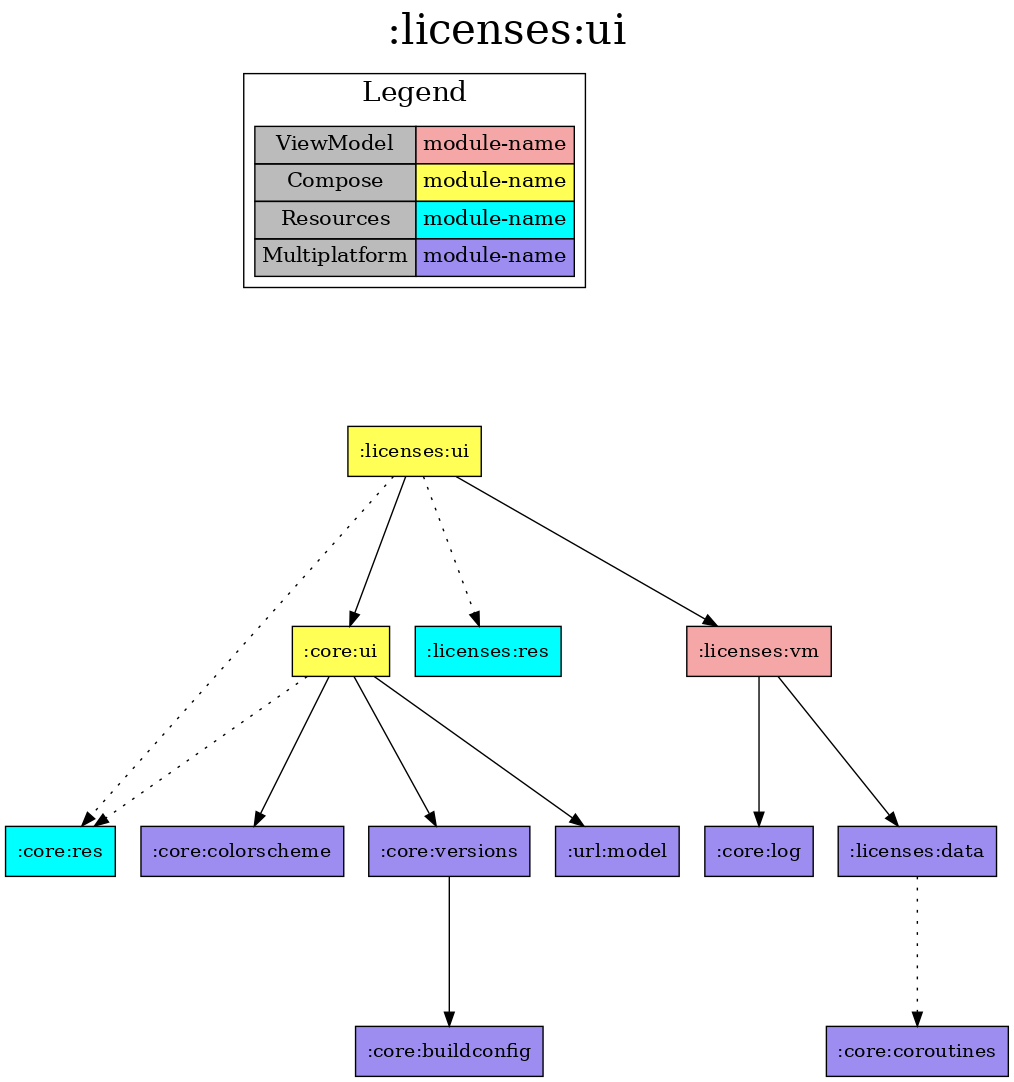 :licenses:ui
Legend
ViewModel module-name
Compose module-name
Resources module-name
Multiplatform module-name
:licenses:ui
:core:ui :licenses:res :licenses:vm
:core:res :core:colorscheme :core:versions :url:model :core:log :licenses:data
:core:buildconfig :core:coroutines